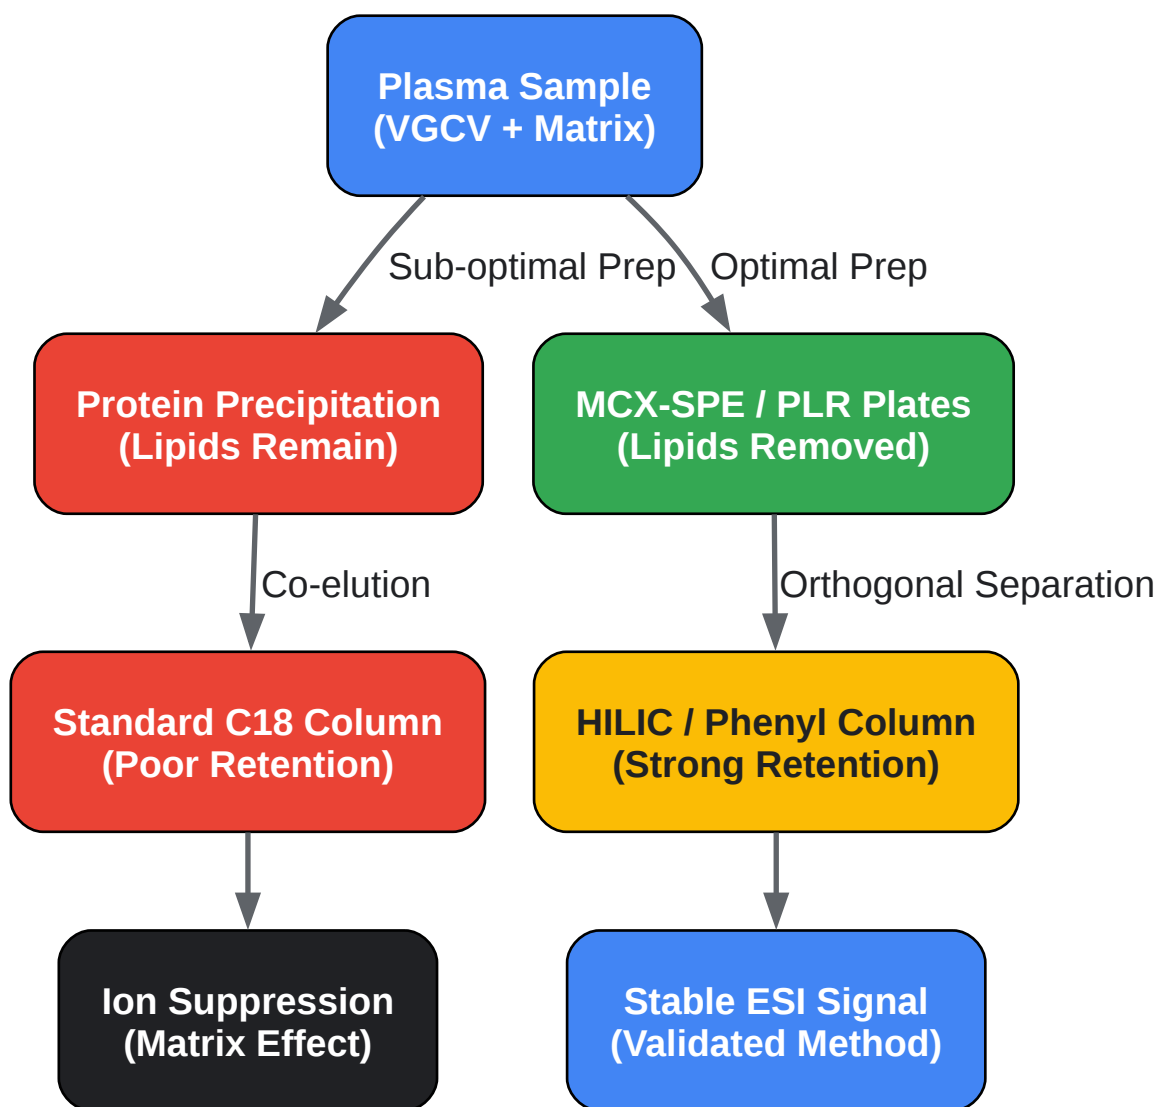 Plasma Sample
(VGCV + Matrix)
Sub-optimal Prep
Optimal Prep
Protein Precipitation
(Lipids Remain)
MCX-SPE / PLR Plates
(Lipids Removed)
Co-elution
Orthogonal Separation
Standard C18 Column
(Poor Retention)
HILIC / Phenyl Column
(Strong Retention)
Ion Suppression
(Matrix Effect)
Stable ESI Signal
(Validated Method)